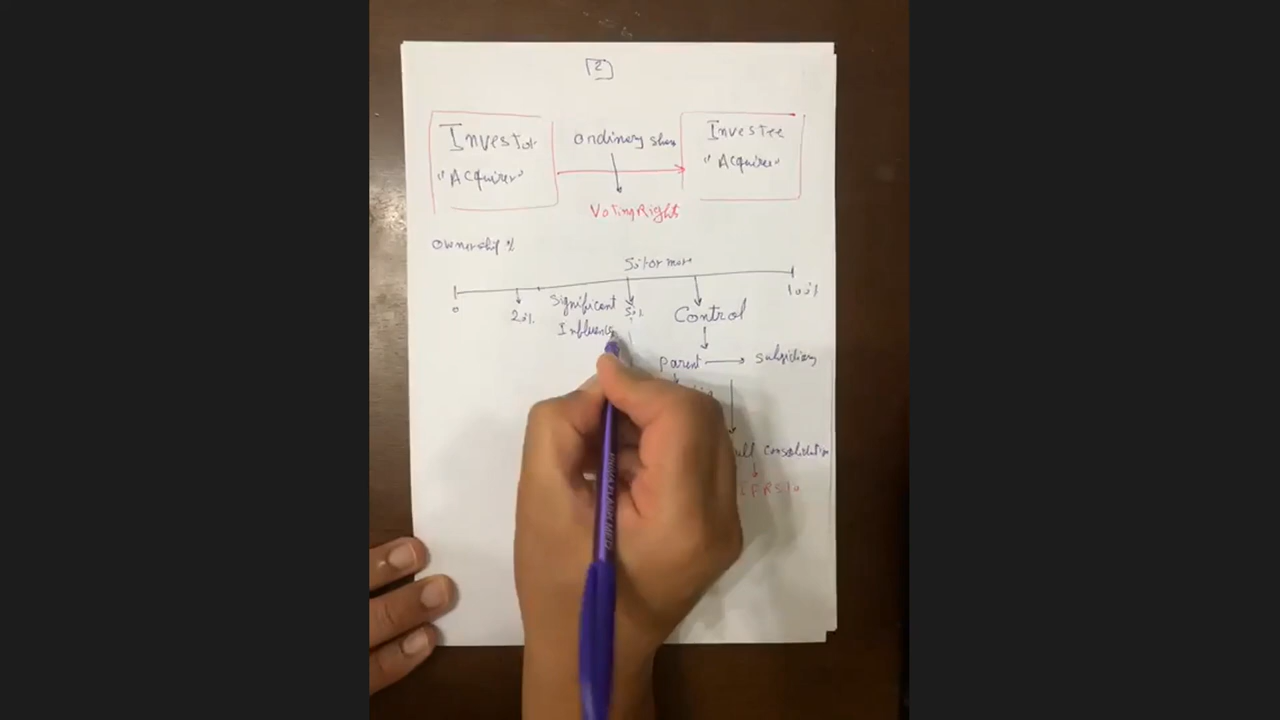 2
Investor
"Acquirer"
ordinary shares
Voting Right
Investee
"Acquiree"
Ownership %
50% or more
0
20%
Significant
Influence
50%
Control
100%
Parent
subsidiary
consolidation
IFRS 10